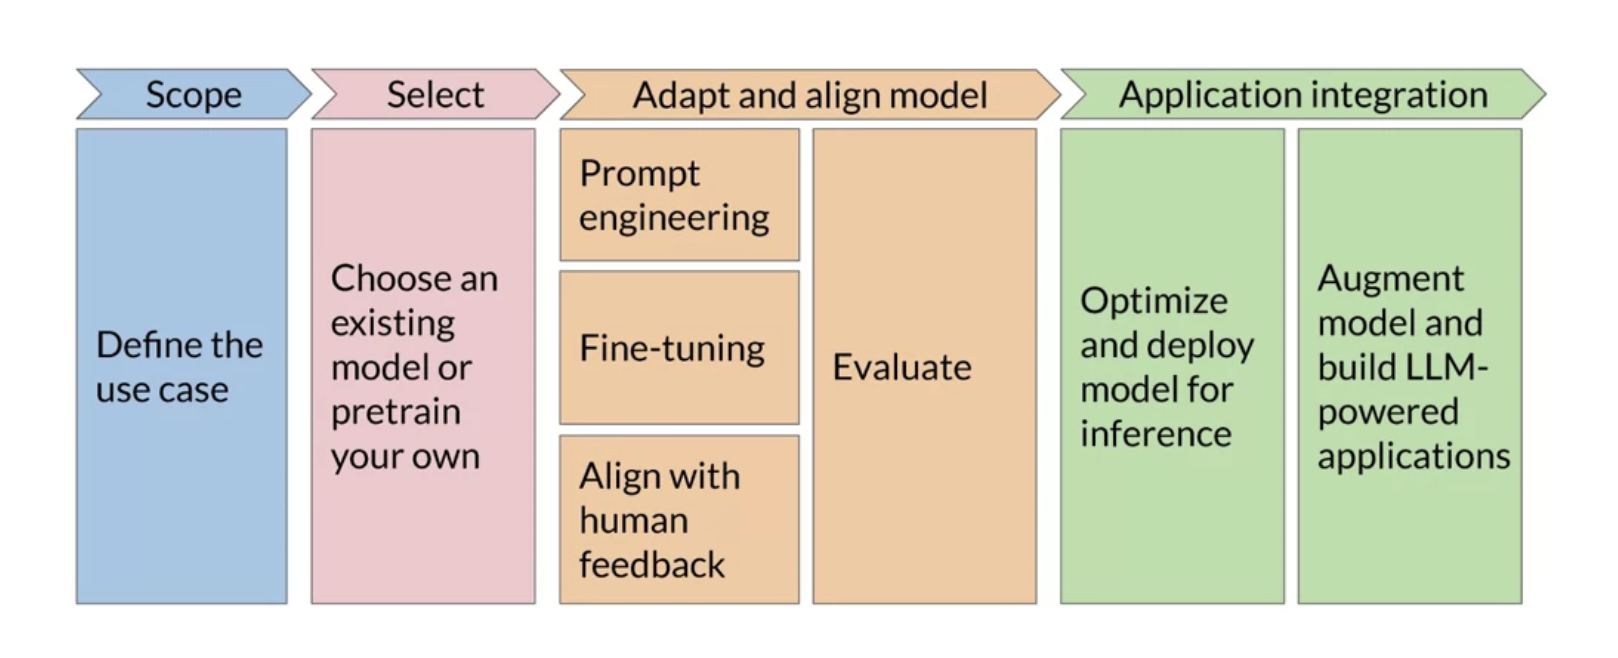 Scope
Select
Adapt and align model
Application integration
Define the
use case
Choose an
existing
model or
pretrain
your own
Prompt
engineering
Fine-tuning
Align with
human
feedback
Evaluate
Optimize
and deploy
model for
inference
Augment
model and
build LLM-
powered
applications